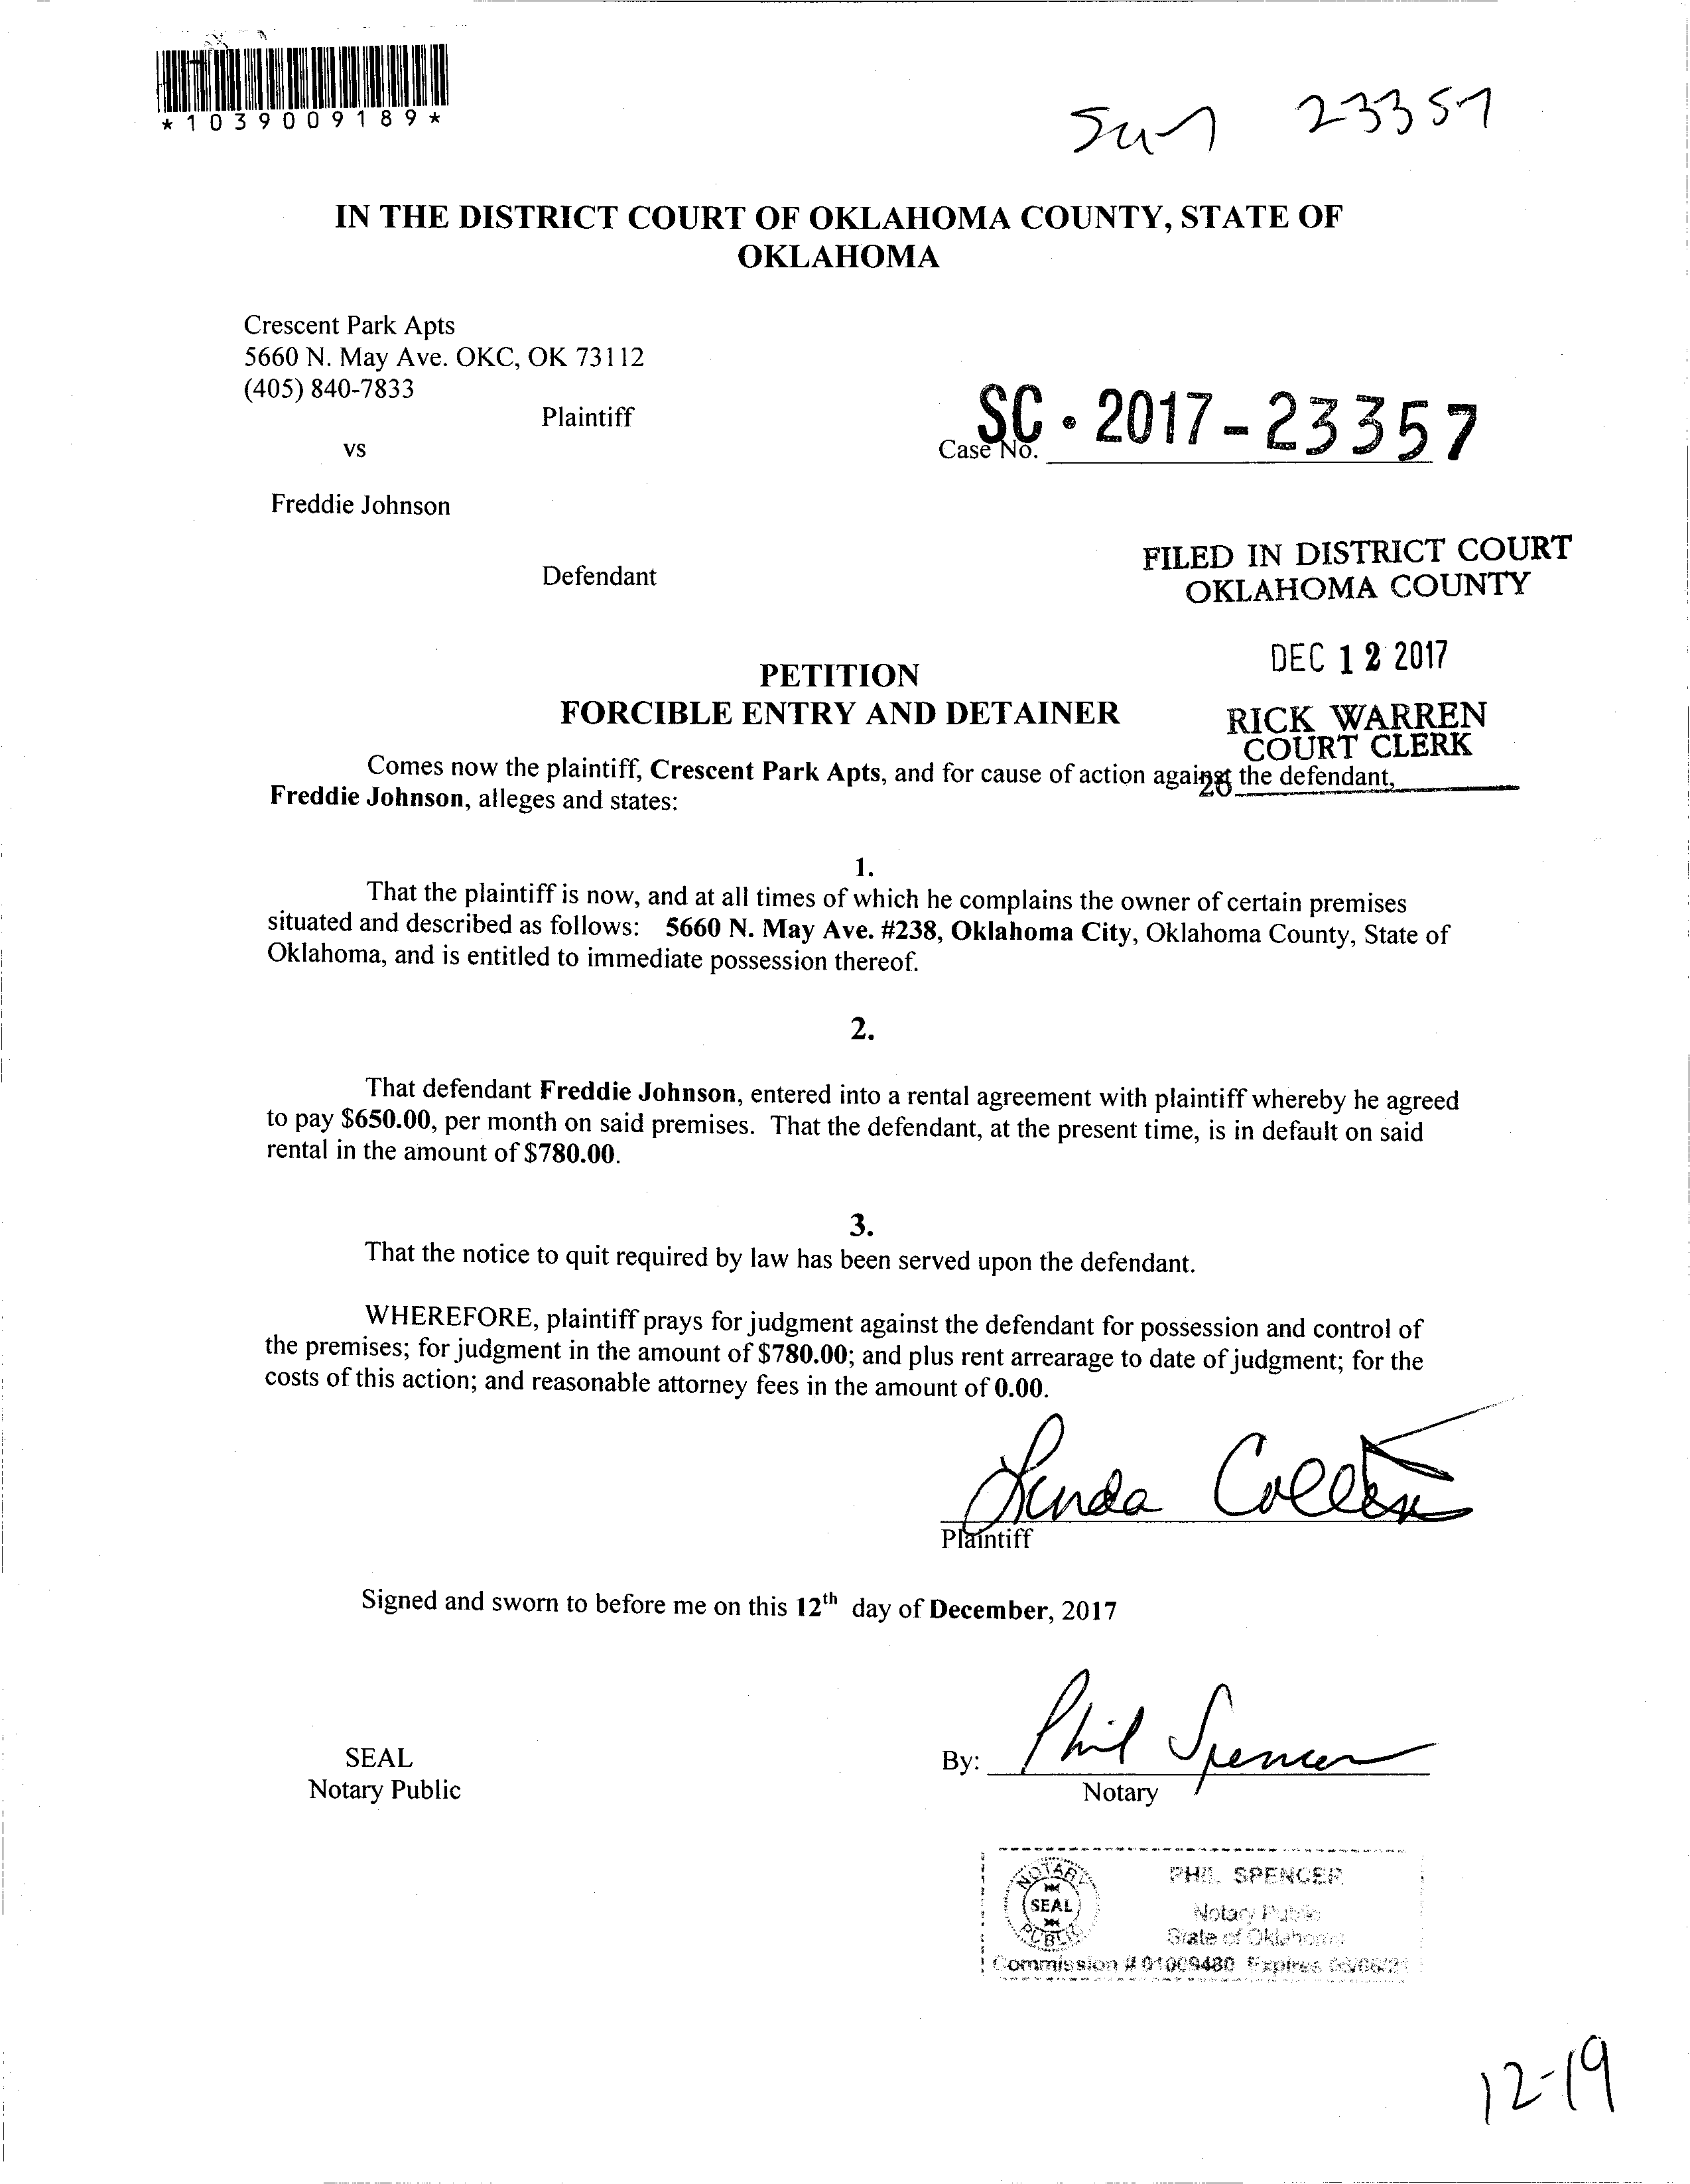 *1039009189*
23357
IN THE DISTRICT COURT OF OKLAHOMA COUNTY, STATE OF
OKLAHOMA
Crescent Park Apts
5660 N. May Ave. OKC, OK 73112
(405) 840-7833
Plaintiff
vs
Case No. SC-2017-23357
Freddie Johnson
Defendant
FILED IN DISTRICT COURT
OKLAHOMA COUNTY
DEC 12 2017
RICK WARREN
COURT CLERK
PETITION
FORCIBLE ENTRY AND DETAINER
Comes now the plaintiff, Crescent Park Apts, and for cause of action against the defendant,
Freddie Johnson, alleges and states:
1.
That the plaintiff is now, and at all times of which he complains the owner of certain premises
situated and described as follows: 5660 N. May Ave. #238, Oklahoma City, Oklahoma County, State of
Oklahoma, and is entitled to immediate possession thereof.
2.
That defendant Freddie Johnson, entered into a rental agreement with plaintiff whereby he agreed
to pay $650.00, per month on said premises. That the defendant, at the present time, is in default on said
rental in the amount of $780.00.
3.
That the notice to quit required by law has been served upon the defendant.
WHEREFORE, plaintiff prays for judgment against the defendant for possession and control of
the premises; for judgment in the amount of $780.00; and plus rent arrearage to date of judgment; for the
costs of this action; and reasonable attorney fees in the amount of 0.00.
Linda
Plaintiff
Signed and sworn to before me on this 12th day of December, 2017
SEAL
Notary Public
By: Phil Spencer
Notary
NOTARY
SEAL
PUBLIC
PHIL SPENCER
Notary Public
State of Oklahoma
Commission # 01009480 Expires
12-19